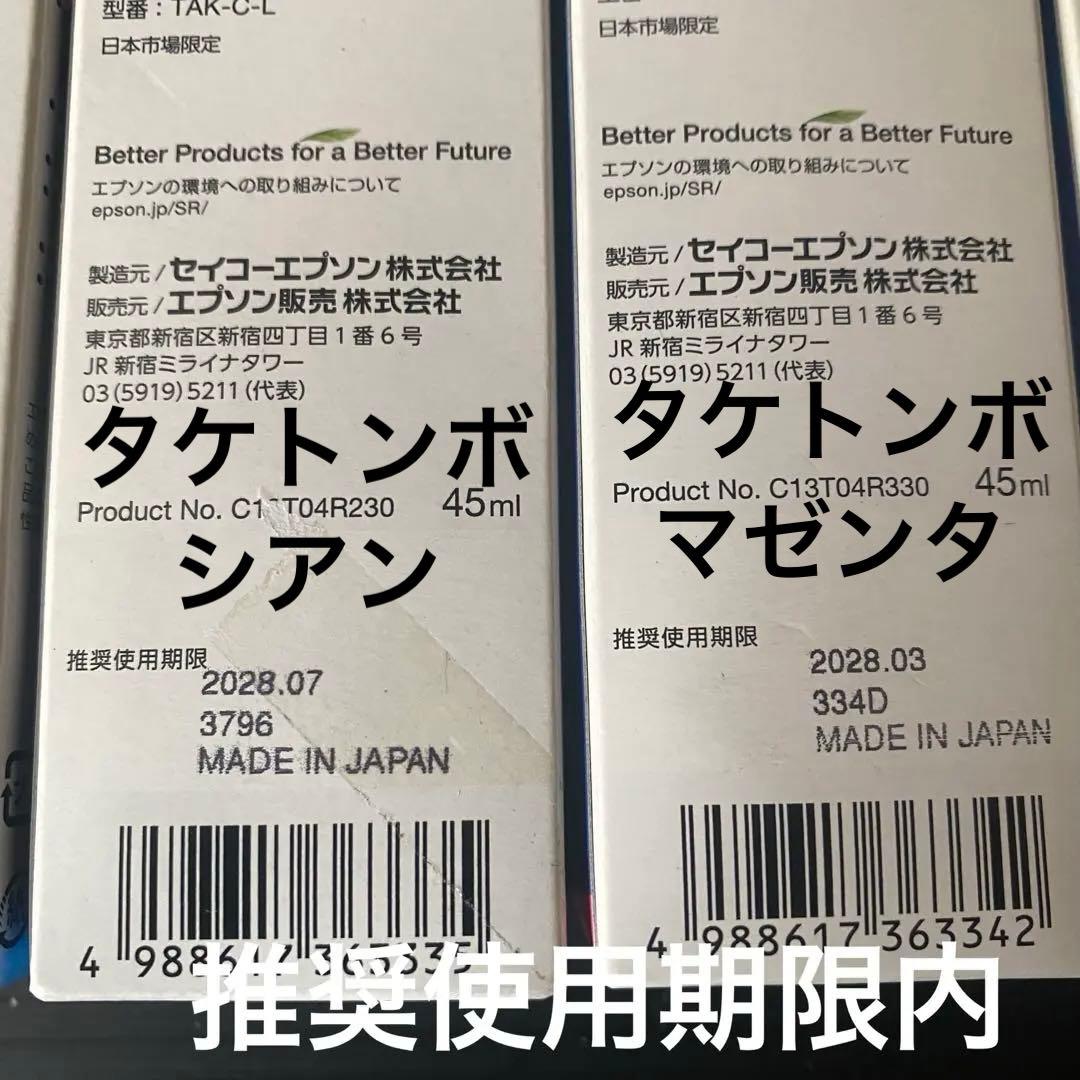 型番：TAK-C-L
日本市場限定
Better Products for a Better Future
エプソンの環境への取り組みについて
epson.jp/SR/
製造元 / セイコーエプソン 株式会社
販売元 / エプソン販売 株式会社
東京都新宿区新宿四丁目1番6号
JR 新宿ミライナタワー
03 (5919) 5211 (代表)
タケトンボ
Product No. T04R230 45ml
シアン
推奨使用期限
2028.07
3796
MADE IN JAPAN
4
日本市場限定
Better Products for a Better Future
エプソンの環境への取り組みについて
epson.jp/SR/
製造元 / セイコーエプソン 株式会社
販売元 / エプソン販売 株式会社
東京都新宿区新宿四丁目1番6号
JR 新宿ミライナタワー
03 (5919) 5211 (代表)
タケトンボ
Product No. C13T04R330 45ml
マゼンタ
推奨使用期限
2028.03
334D
MADE IN JAPAN
4 988617 363342
推奨使用期限内